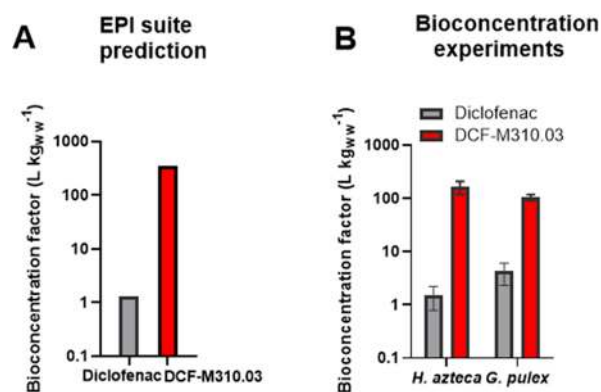 A
EPI suite
prediction
Bioconcentration factor (L kgww-1)
1000
100
10
1
0.1
Diclofenac DCF-M310.03
B
Bioconcentration
experiments
Diclofenac
DCF-M310.03
Bioconcentration factor (L kgww-1)
1000
100
10
1
0.1
H. azteca G. pulex